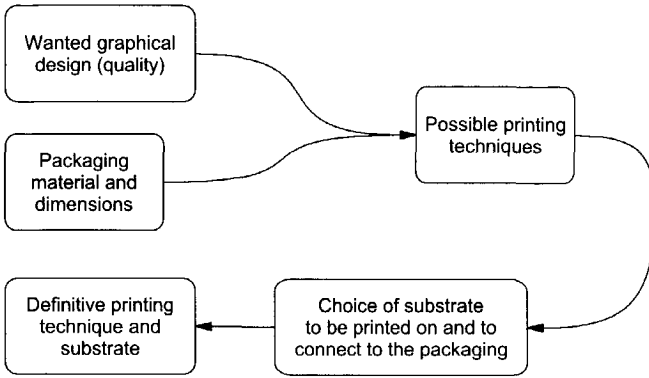 Wanted graphical
design (quality)
Packaging
material and
dimensions
Possible printing
techniques
Choice of substrate
to be printed on and to
connect to the packaging
Definitive printing
technique and
substrate